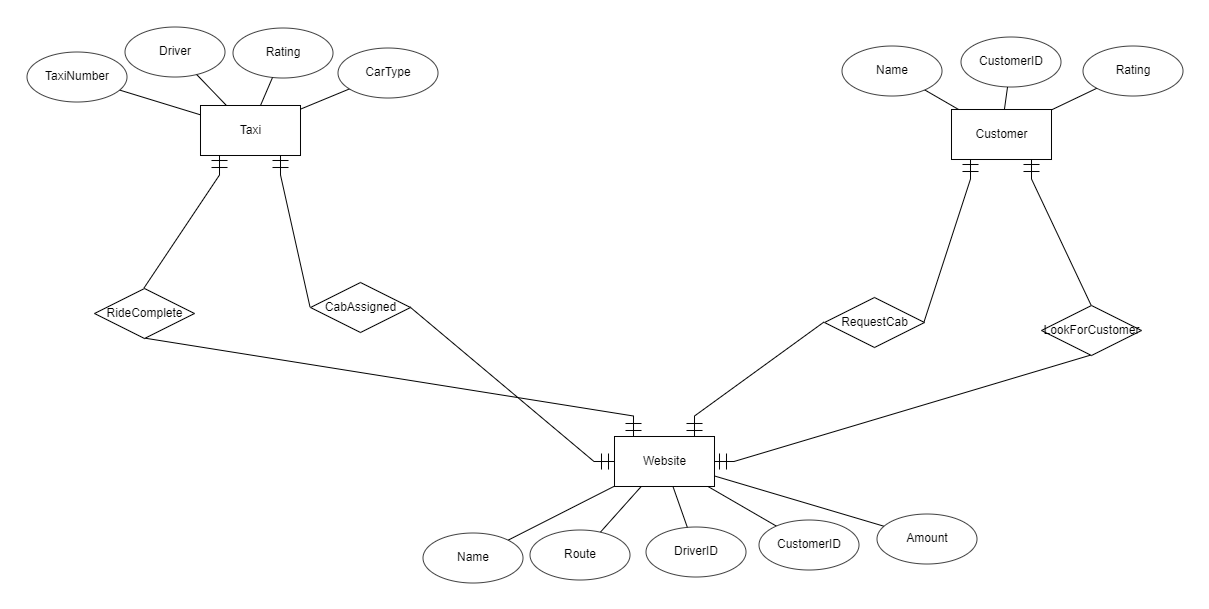 Driver
Rating
CarType
TaxiNumber
Taxi
CustomerID
Name
Rating
Customer
RideComplete
CabAssigned
RequestCab
LookForCustomer
Website
Name
Route
DriverID
CustomerID
Amount